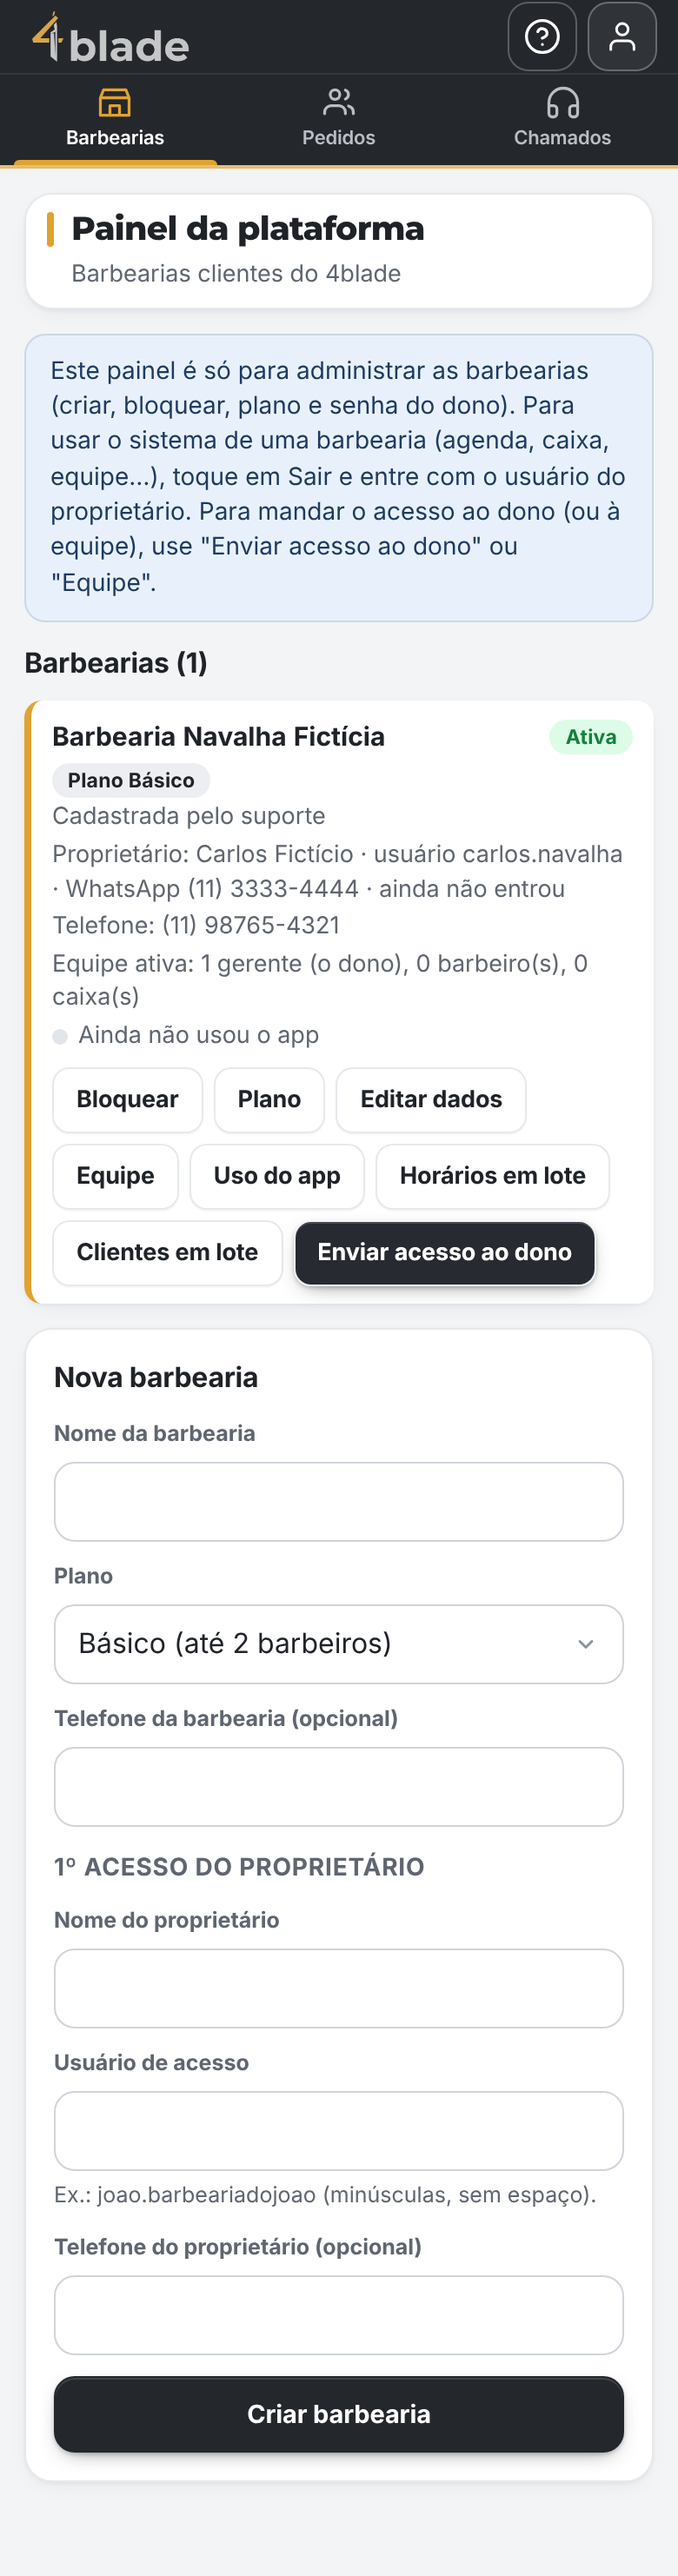 4blade
Barbearias
Pedidos
Chamados
Painel da plataforma
Barbearias clientes do 4blade
Este painel é só para administrar as barbearias
(criar, bloquear, plano e senha do dono). Para
usar o sistema de uma barbearia (agenda, caixa,
equipe...), toque em Sair e entre com o usuário do
proprietário. Para mandar o acesso ao dono (ou à
equipe), use "Enviar acesso ao dono" ou
"Equipe".
Barbearias (1)
Barbearia Navalha Fictícia
Ativa
Plano Básico
Cadastrada pelo suporte
Proprietário: Carlos Fictício · usuário carlos.navalha
· WhatsApp (11) 3333-4444 · ainda não entrou
Telefone: (11) 98765-4321
Equipe ativa: 1 gerente (o dono), 0 barbeiro(s), 0
caixa(s)
Ainda não usou o app
Bloquear
Plano
Editar dados
Equipe
Uso do app
Horários em lote
Clientes em lote
Enviar acesso ao dono
Nova barbearia
Nome da barbearia
Plano
Básico (até 2 barbeiros)
Telefone da barbearia (opcional)
1º ACESSO DO PROPRIETÁRIO
Nome do proprietário
Usuário de acesso
Ex.: joao.barbeariadojoao (minúsculas, sem espaço).
Telefone do proprietário (opcional)
Criar barbearia